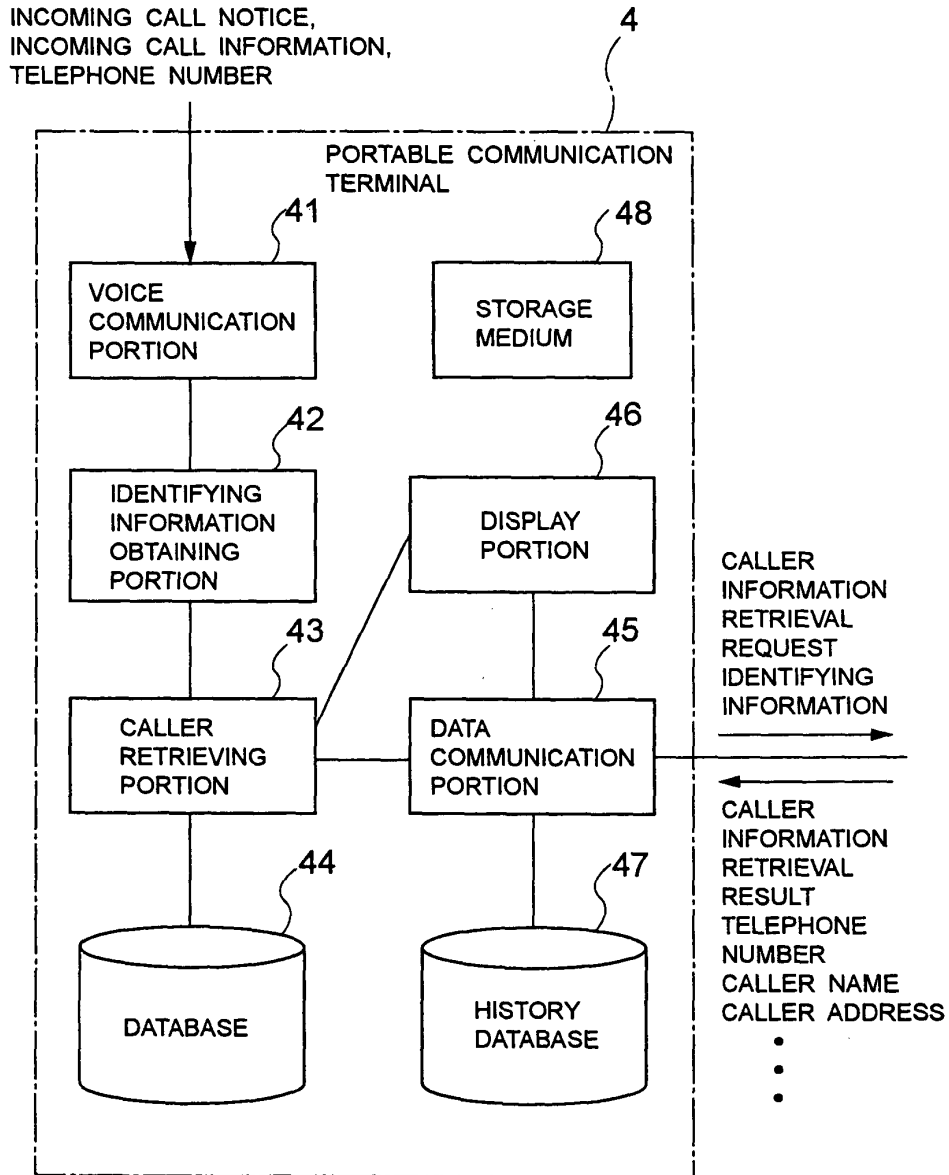 INCOMING CALL NOTICE,
INCOMING CALL INFORMATION,
TELEPHONE NUMBER
4
PORTABLE COMMUNICATION
TERMINAL
41
VOICE
COMMUNICATION
PORTION
48
STORAGE
MEDIUM
42
IDENTIFYING
INFORMATION
OBTAINING
PORTION
46
DISPLAY
PORTION
43
CALLER
RETRIEVING
PORTION
45
DATA
COMMUNICATION
PORTION
CALLER
INFORMATION
RETRIEVAL
REQUEST
IDENTIFYING
INFORMATION
CALLER
INFORMATION
RETRIEVAL
RESULT
TELEPHONE
NUMBER
CALLER NAME
CALLER ADDRESS
44
DATABASE
47
HISTORY
DATABASE